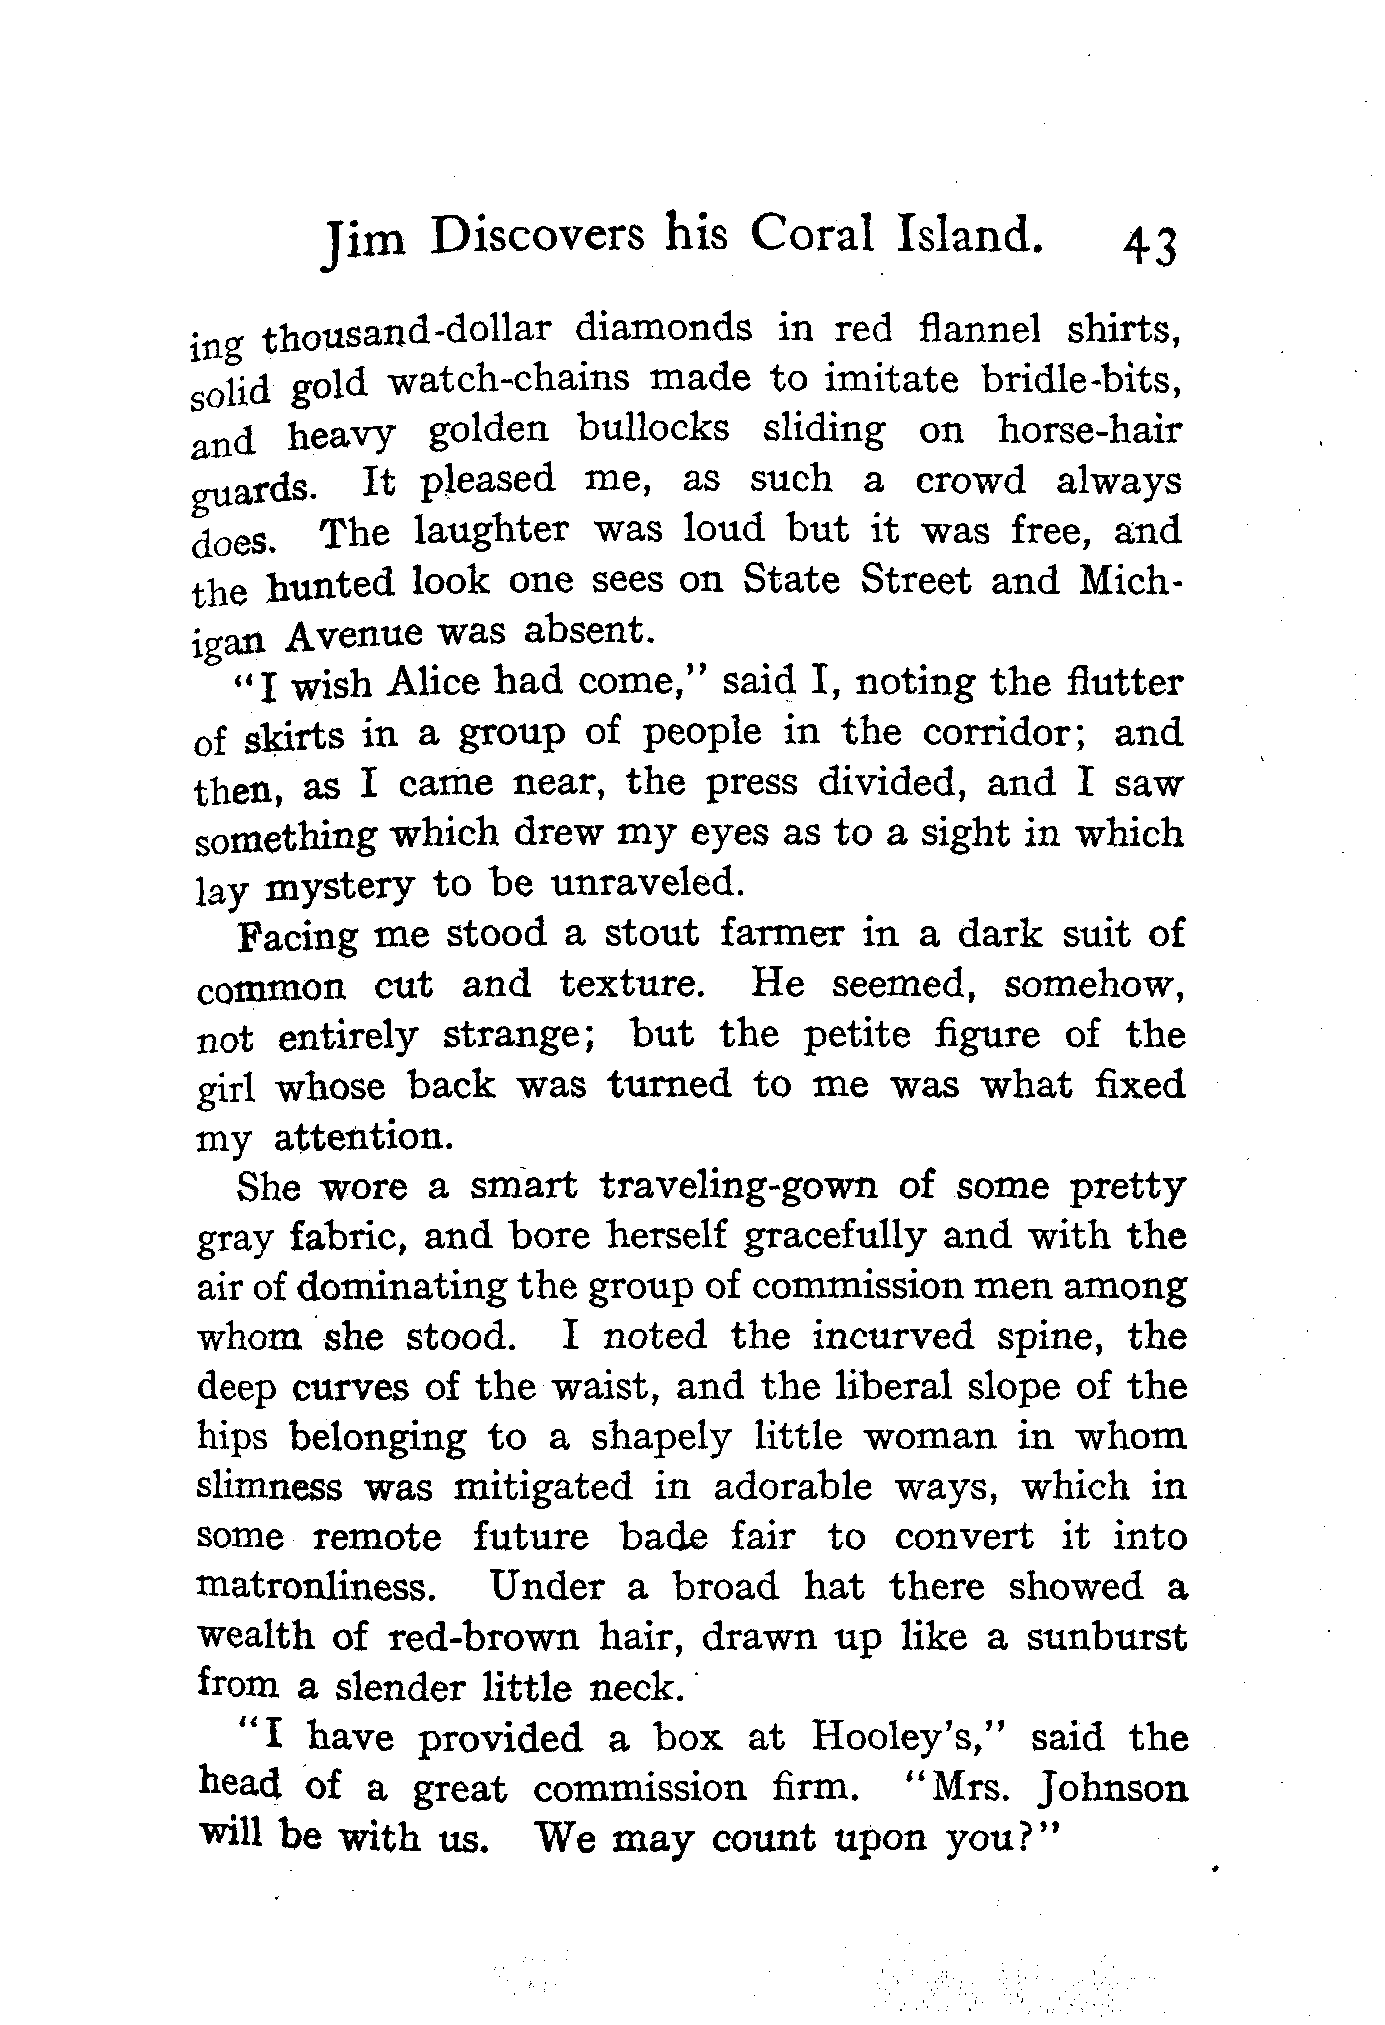 Jim Discovers his Coral Island. 43
ing thousand-dollar diamonds in red flannel shirts,
solid gold watch-chains made to imitate bridle-bits,
and heavy golden bullocks sliding on horse-hair
guards. It pleased me, as such a crowd always
does. The laughter was loud but it was free, and
the hunted look one sees on State Street and Mich-
igan Avenue was absent.
"I wish Alice had come," said I, noting the flutter
of skirts in a group of people in the corridor; and
then, as I came near, the press divided, and I saw
something which drew my eyes as to a sight in which
lay mystery to be unraveled.
Facing me stood a stout farmer in a dark suit of
common cut and texture. He seemed, somehow,
not entirely strange; but the petite figure of the
girl whose back was turned to me was what fixed
my attention.
She wore a smart traveling-gown of some pretty
gray fabric, and bore herself gracefully and with the
air of dominating the group of commission men among
whom she stood. I noted the incurved spine, the
deep curves of the waist, and the liberal slope of the
hips belonging to a shapely little woman in whom
slimness was mitigated in adorable ways, which in
some remote future bade fair to convert it into
matronliness. Under a broad hat there showed a
wealth of red-brown hair, drawn up like a sunburst
from a slender little neck.
"I have provided a box at Hooley's," said the
head of a great commission firm. "Mrs. Johnson
will be with us. We may count upon you?"